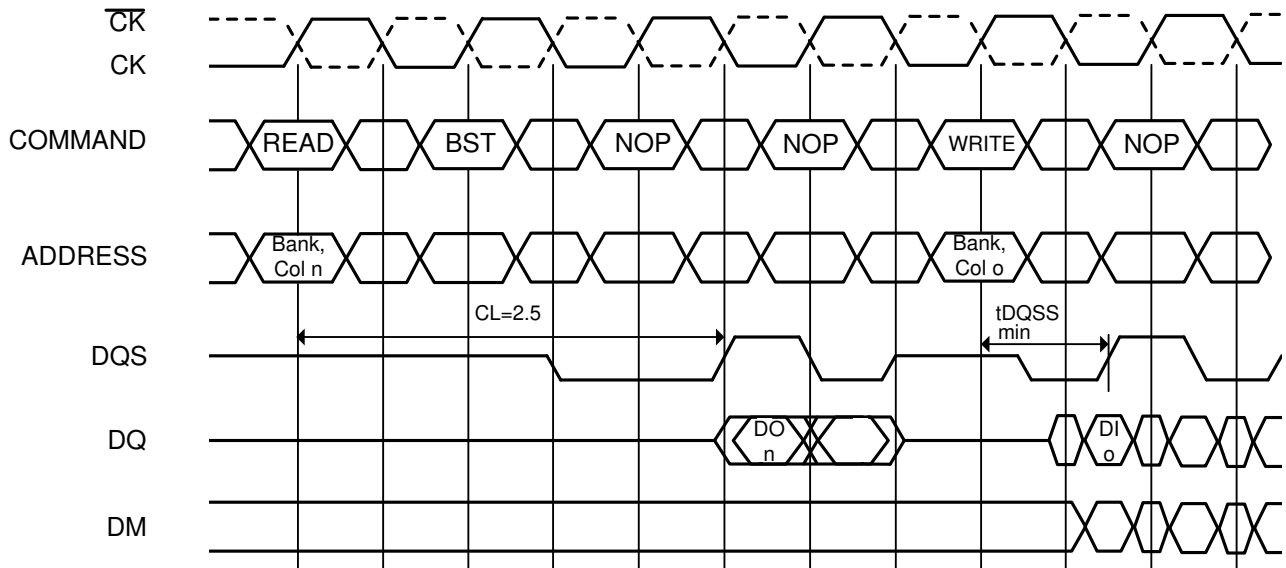 CK
CK
COMMAND READ BST NOP NOP WRITE NOP
ADDRESS Bank, Col n Bank, Col o
CL=2.5 tDQSS min
DQS
DQ DO n DI o
DM